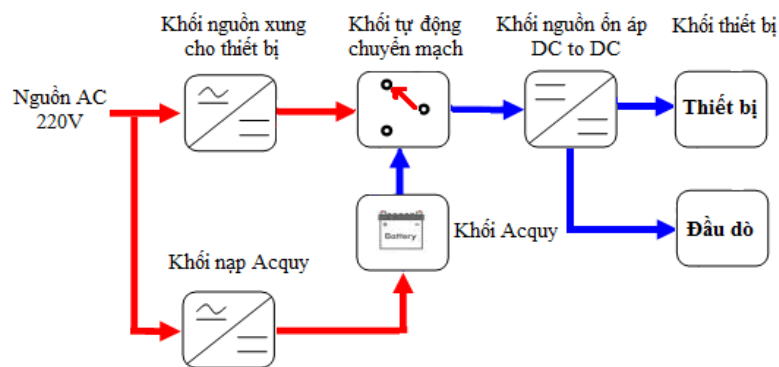 Khối nguồn xung
cho thiết bị
Khối tự động
chuyển mạch
Khối nguồn ổn áp
DC to DC
Khối thiết bị
Nguồn AC
220V
Thiết bị
Battery
Khối Acquy
Đầu dò
Khối nạp Acquy